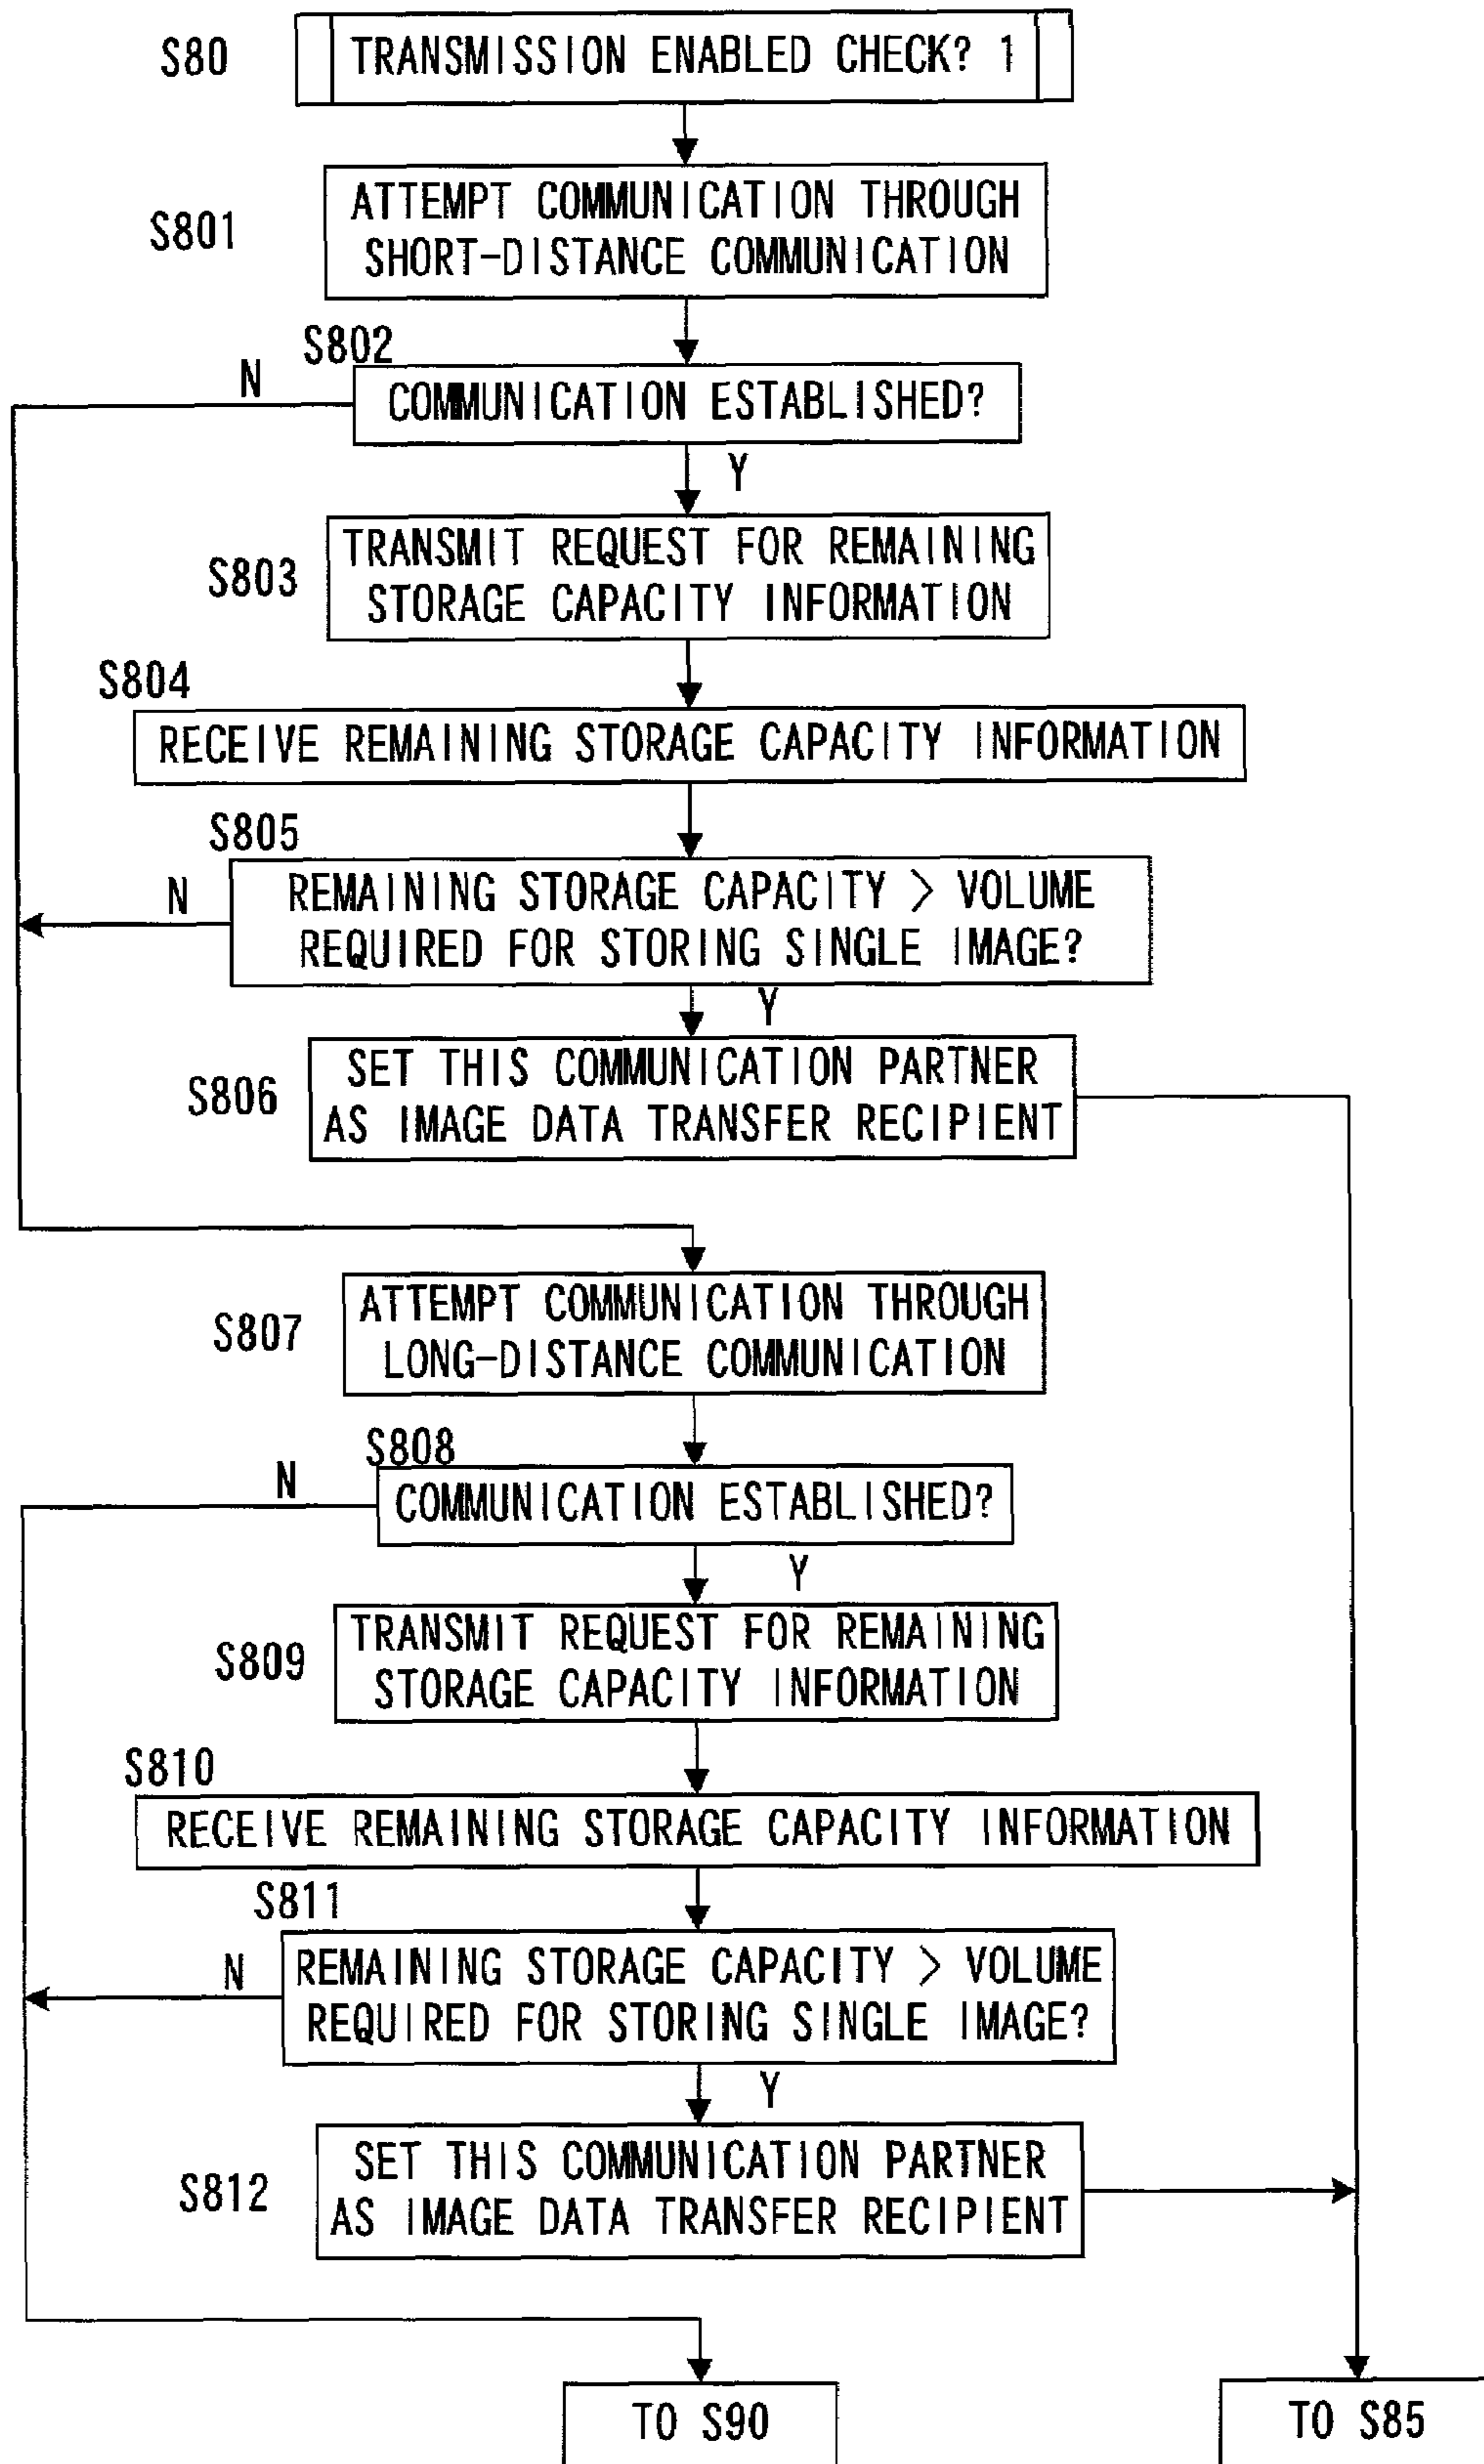 S80
TRANSMISSION ENABLED CHECK? 1
S801
ATTEMPT COMMUNICATION THROUGH
SHORT-DISTANCE COMMUNICATION
S802
N
COMMUNICATION ESTABLISHED?
Y
S803
TRANSMIT REQUEST FOR REMAINING
STORAGE CAPACITY INFORMATION
S804
RECEIVE REMAINING STORAGE CAPACITY INFORMATION
S805
N
REMAINING STORAGE CAPACITY > VOLUME
REQUIRED FOR STORING SINGLE IMAGE?
Y
S806
SET THIS COMMUNICATION PARTNER
AS IMAGE DATA TRANSFER RECIPIENT
S807
ATTEMPT COMMUNICATION THROUGH
LONG-DISTANCE COMMUNICATION
S808
N
COMMUNICATION ESTABLISHED?
Y
S809
TRANSMIT REQUEST FOR REMAINING
STORAGE CAPACITY INFORMATION
S810
RECEIVE REMAINING STORAGE CAPACITY INFORMATION
S811
N
REMAINING STORAGE CAPACITY > VOLUME
REQUIRED FOR STORING SINGLE IMAGE?
Y
S812
SET THIS COMMUNICATION PARTNER
AS IMAGE DATA TRANSFER RECIPIENT
TO S90
TO S85